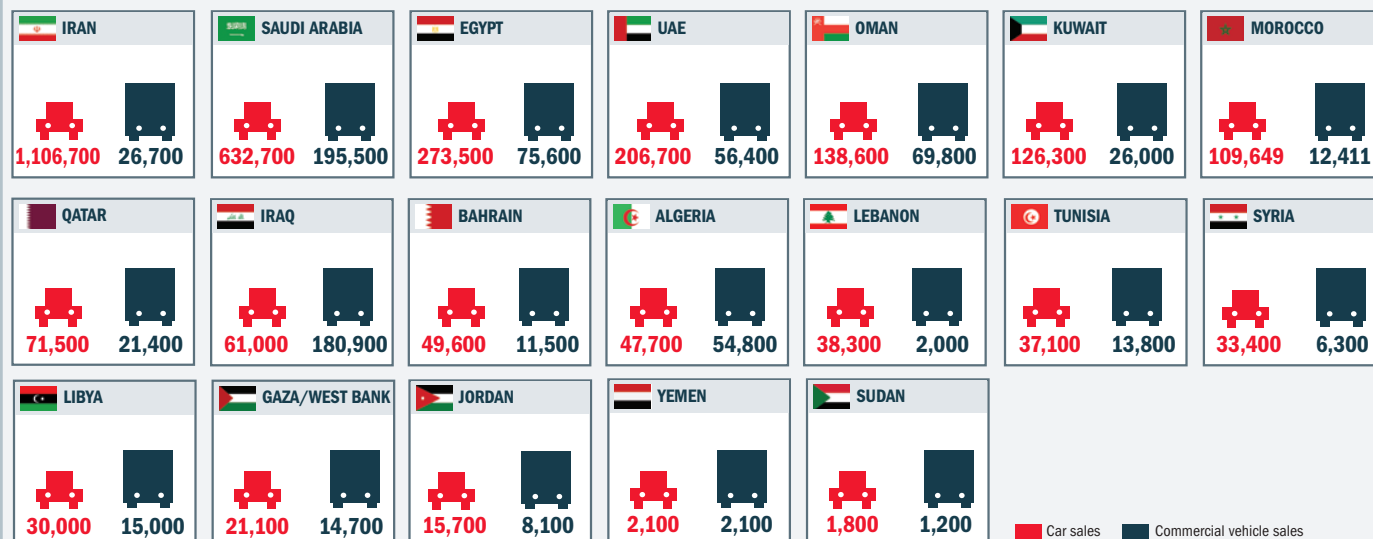 IRAN
1,106,700 26,700
SAUDI ARABIA
632,700 195,500
EGYPT
273,500 75,600
UAE
206,700 56,400
OMAN
138,600 69,800
KUWAIT
126,300 26,000
MOROCCO
109,649 12,411
QATAR
71,500 21,400
IRAQ
61,000 180,900
BAHRAIN
49,600 11,500
ALGERIA
47,700 54,800
LEBANON
38,300 2,000
TUNISIA
37,100 13,800
SYRIA
33,400 6,300
LIBYA
30,000 15,000
GAZA/WEST BANK
21,100 14,700
JORDAN
15,700 8,100
YEMEN
2,100 2,100
SUDAN
1,800 1,200
Car sales Commercial vehicle sales